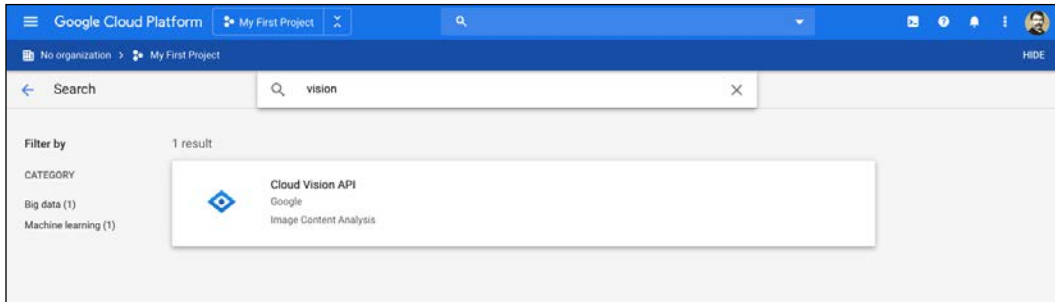 Google Cloud Platform My First Project
No organization > My First Project HIDE
Search vision
Filter by 1 result
CATEGORY
Cloud Vision API
Big data (1) Google
Machine learning (1) Image Content Analysis